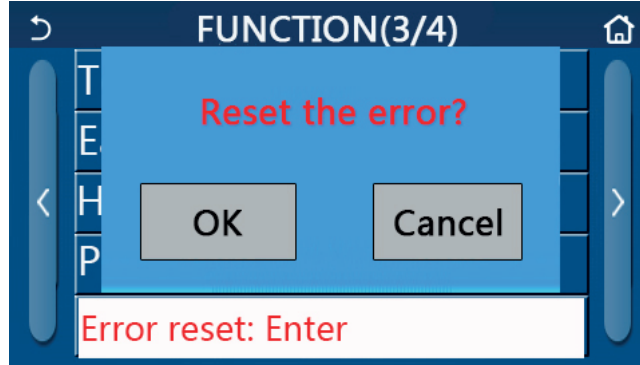 FUNCTION(3/4)
T
Reset the error?
E
H
OK
Cancel
P
Error reset: Enter